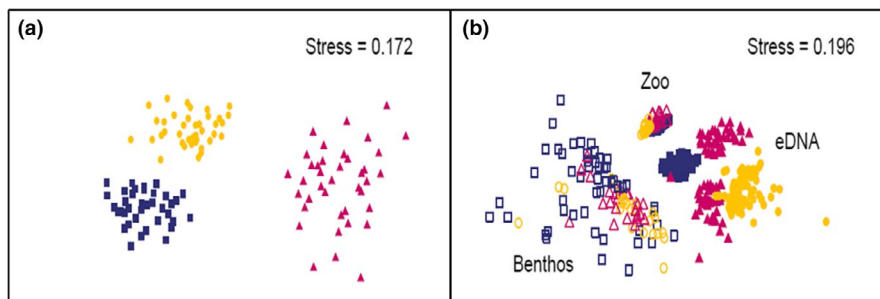 (a)
Stress = 0.172
(b)
Stress = 0.196
Zoo
eDNA
Benthos